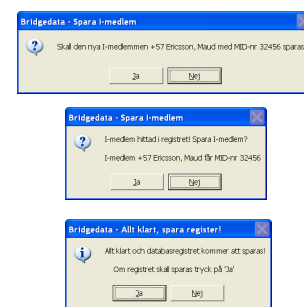 Bridgedata - Spara I-medlem
Skall den nya I-medlemmen +57 Ericsson, Maud med MID-nr 32456 sparas
Ja Nej
Bridgedata - Spara I-medlem
I-medlem hittad i registret! Spara I-medlem?
I-medlem +57 Ericsson, Maud får MID-nr 32456
Ja Nej
Bridgedata - Allt klart, spara register!
Allt klart och databasregistret kommer att sparas!
Om registret skall sparas tryck på 'Ja'
Ja Nej